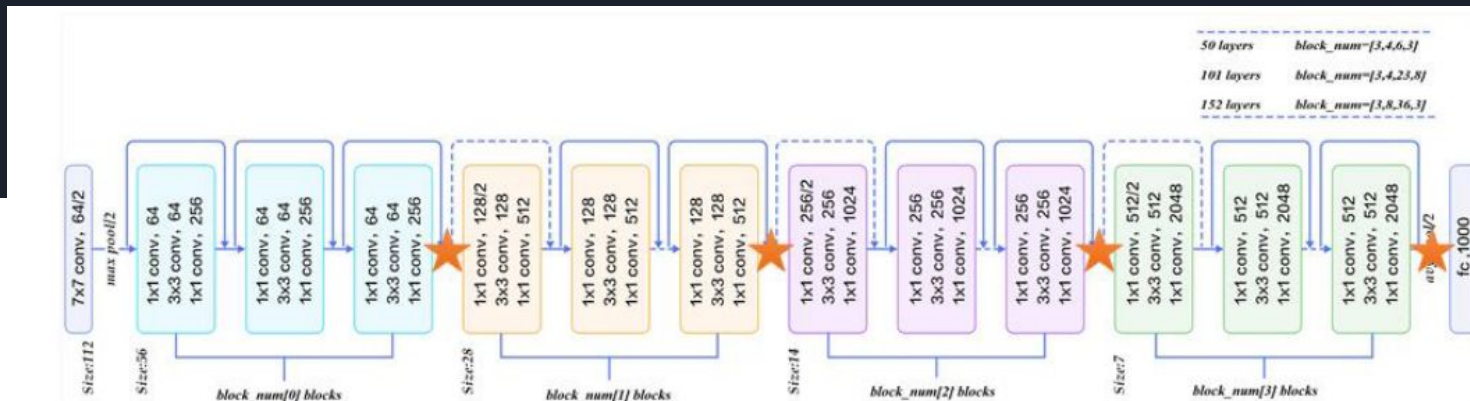 50 layers block_num=[3,4,6,3]
101 layers block_num=[3,4,23,8]
152 layers block_num=[3,8,36,3]
7x7 conv, 64/2
max pool/2
1x1 conv, 64
3x3 conv, 64
1x1 conv, 256
1x1 conv, 64
3x3 conv, 64
1x1 conv, 256
1x1 conv, 64
3x3 conv, 64
1x1 conv, 256
1x1 conv, 128/2
3x3 conv, 128
1x1 conv, 512
1x1 conv, 128
3x3 conv, 128
1x1 conv, 512
1x1 conv, 128
3x3 conv, 128
1x1 conv, 512
1x1 conv, 256/2
3x3 conv, 256
1x1 conv, 1024
1x1 conv, 256
3x3 conv, 256
1x1 conv, 1024
1x1 conv, 256
3x3 conv, 256
1x1 conv, 1024
1x1 conv, 512/2
3x3 conv, 512
1x1 conv, 2048
1x1 conv, 512
3x3 conv, 512
1x1 conv, 2048
1x1 conv, 512
3x3 conv, 512
1x1 conv, 2048
fc ,1000
Size:112
Size:56
Size:28
Size:14
Size:7
block_num[0] blocks
block_num[1] blocks
block_num[2] blocks
block_num[3] blocks